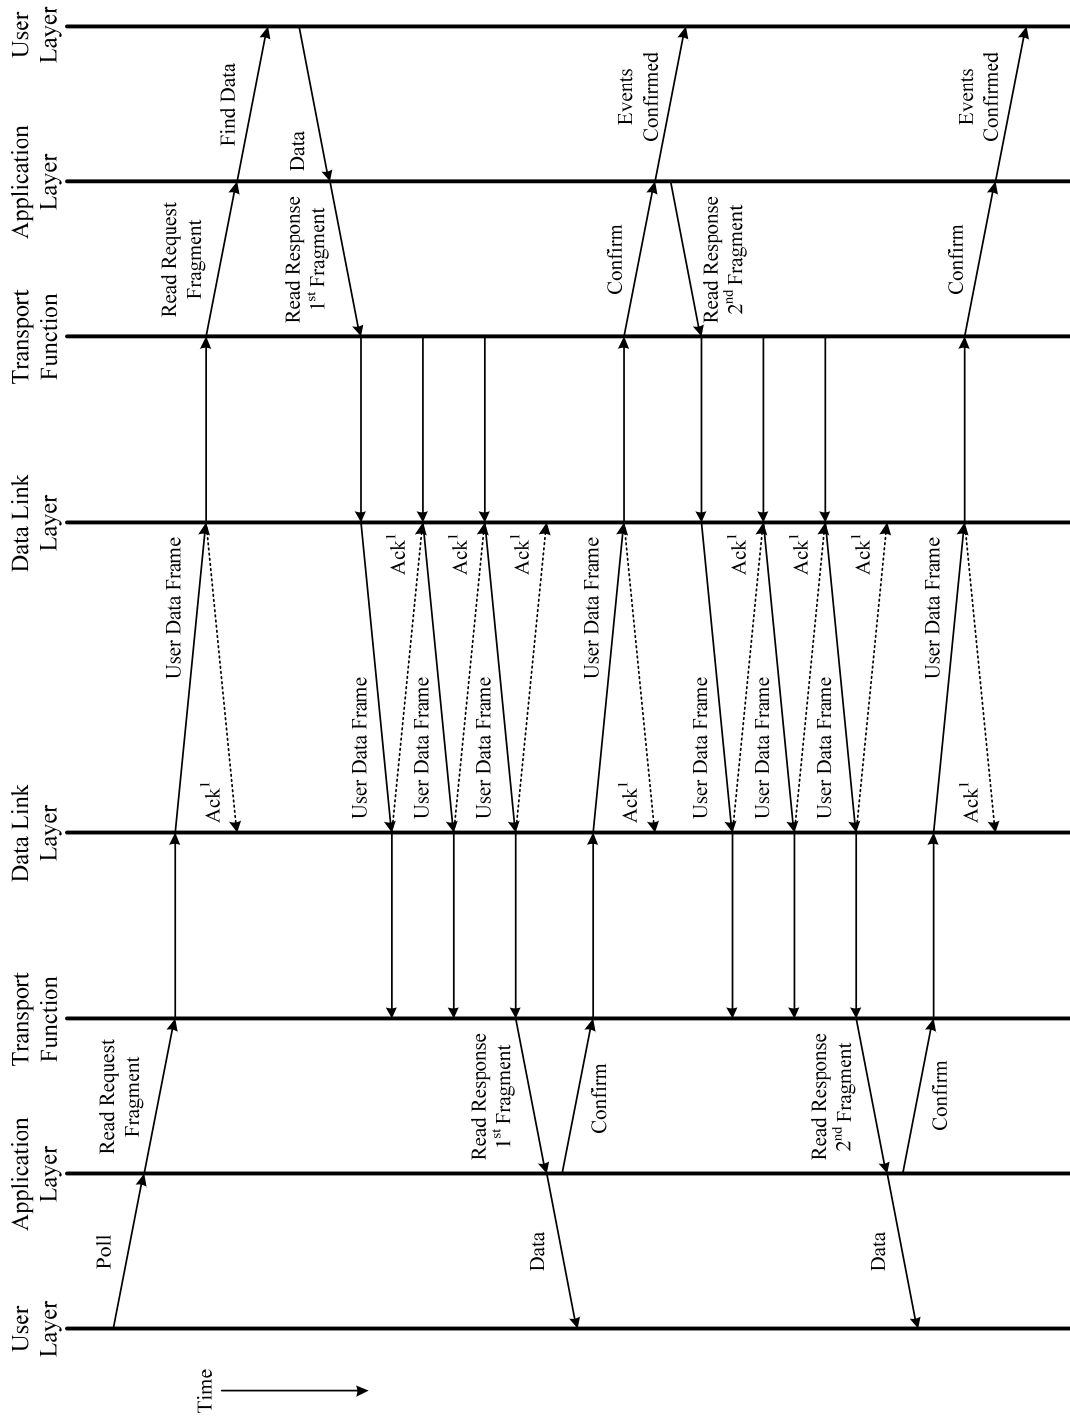 User
Layer
Application
Layer
Transport
Function
Data Link
Layer
Data Link
Layer
Transport
Function
Application
Layer
User
Layer
Time
Poll
Read Request
Fragment
User Data Frame
Ack1
Read Request
Fragment
Find Data
Data
Read Response
1st Fragment
User Data Frame
Ack1
User Data Frame
Ack1
User Data Frame
Ack1
Read Response
1st Fragment
Data
Confirm
User Data Frame
Ack1
Confirm
Events
Confirmed
Read Response
2nd Fragment
User Data Frame
Ack1
User Data Frame
Ack1
User Data Frame
Ack1
Read Response
2nd Fragment
Data
Confirm
User Data Frame
Ack1
Confirm
Events
Confirmed